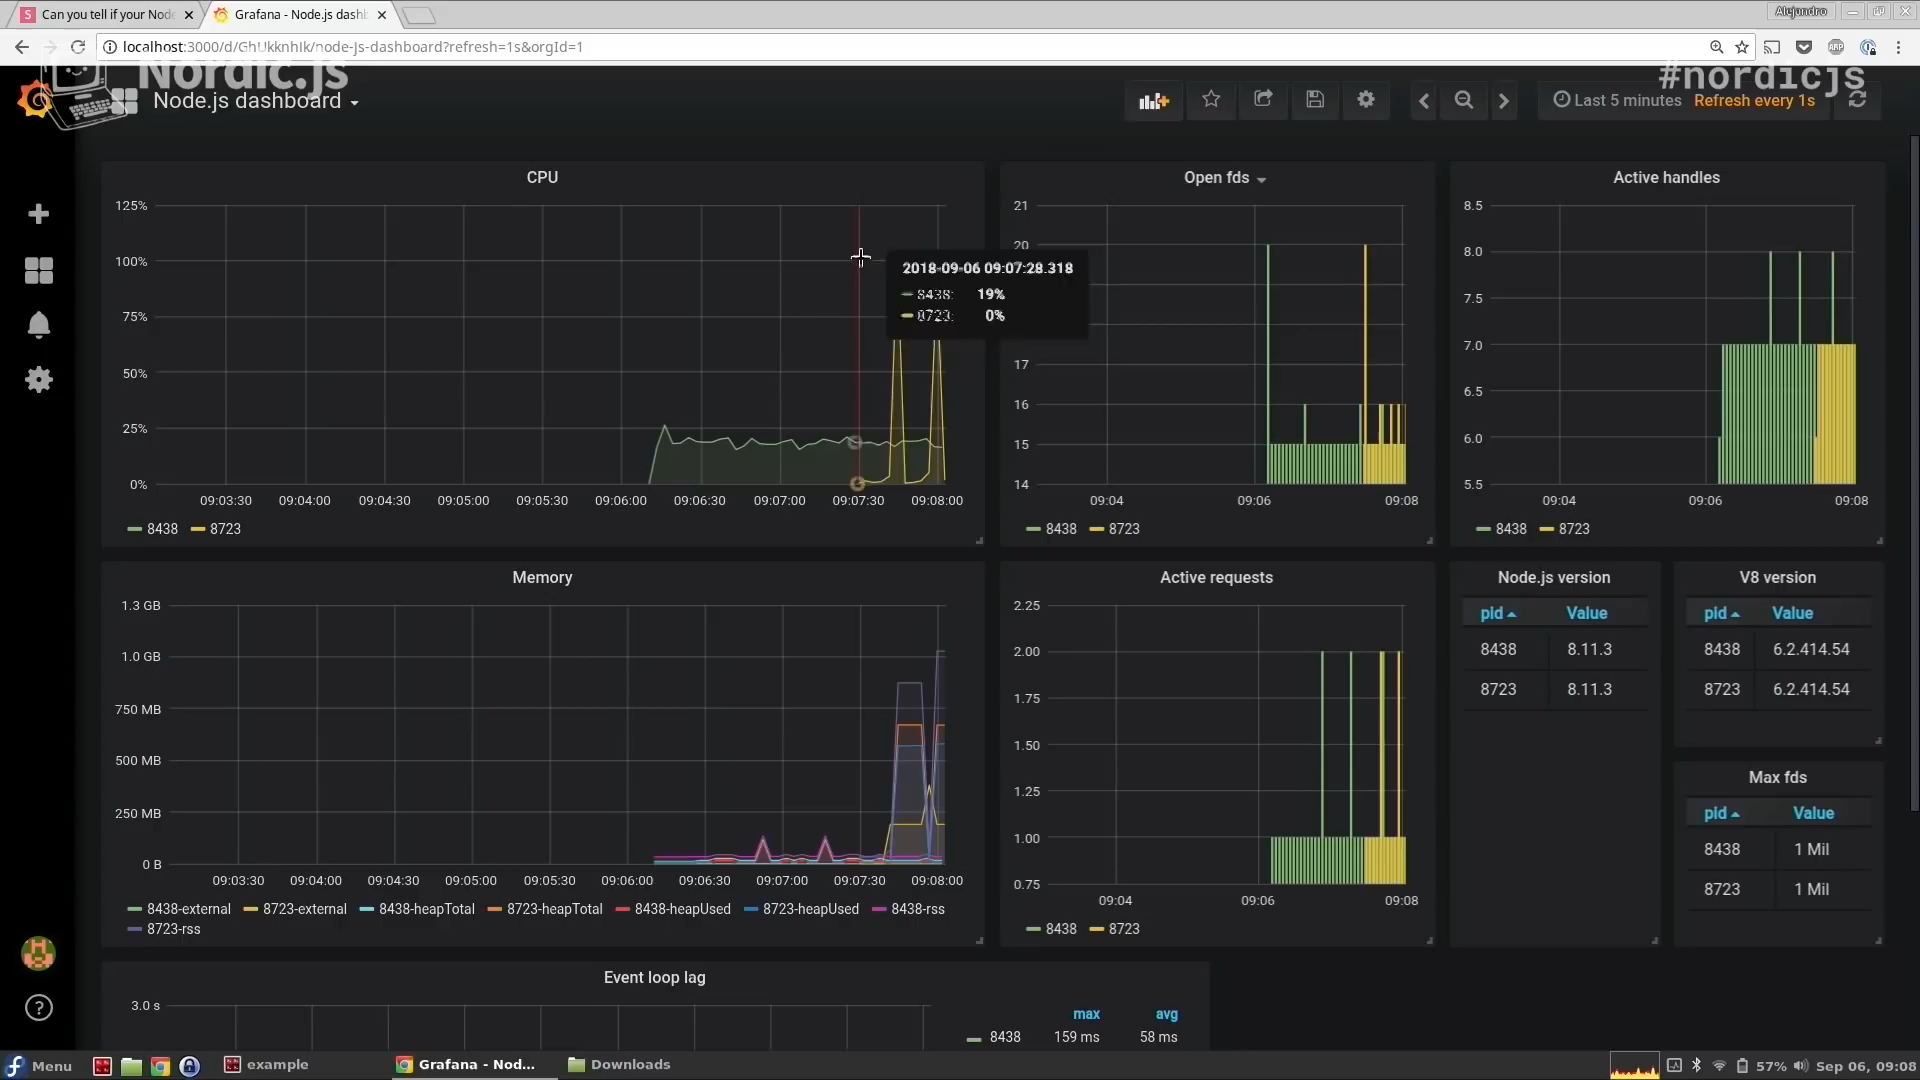 Can you tell if your Node
Grafana - Node.js dashb
Alejandro
localhost:3000/d/GhUkknhIk/node-js-dashboard?refresh=1s&orgId=1
Nordic.js
#nordicjs
Node.js dashboard
Last 5 minutes Refresh every 1s
CPU
125%
100%
75%
50%
25%
0%
09:03:30 09:04:00 09:04:30 09:05:00 09:05:30 09:06:00 09:06:30 09:07:00 09:07:30 09:08:00
8438 8723
2018-09-06 09:07:28.318
8438: 19%
8723: 0%
Open fds
21
20
17
16
15
14
09:04 09:06 09:08
8438 8723
Active handles
8.5
8.0
7.5
7.0
6.5
6.0
5.5
09:04 09:06 09:08
8438 8723
Memory
1.3 GB
1.0 GB
750 MB
500 MB
250 MB
0 B
09:03:30 09:04:00 09:04:30 09:05:00 09:05:30 09:06:00 09:06:30 09:07:00 09:07:30 09:08:00
8438-external 8723-external 8438-heapTotal 8723-heapTotal 8438-heapUsed 8723-heapUsed 8438-rss
8723-rss
Active requests
2.25
2.00
1.75
1.50
1.25
1.00
0.75
09:04 09:06 09:08
8438 8723
Node.js version
pid Value
8438 8.11.3
8723 8.11.3
V8 version
pid Value
8438 6.2.414.54
8723 6.2.414.54
Max fds
pid Value
8438 1 Mil
8723 1 Mil
Event loop lag
3.0 s
max avg
8438 159 ms 58 ms
Menu
example
Grafana - Nod...
Downloads
57%
Sep 06, 09:08